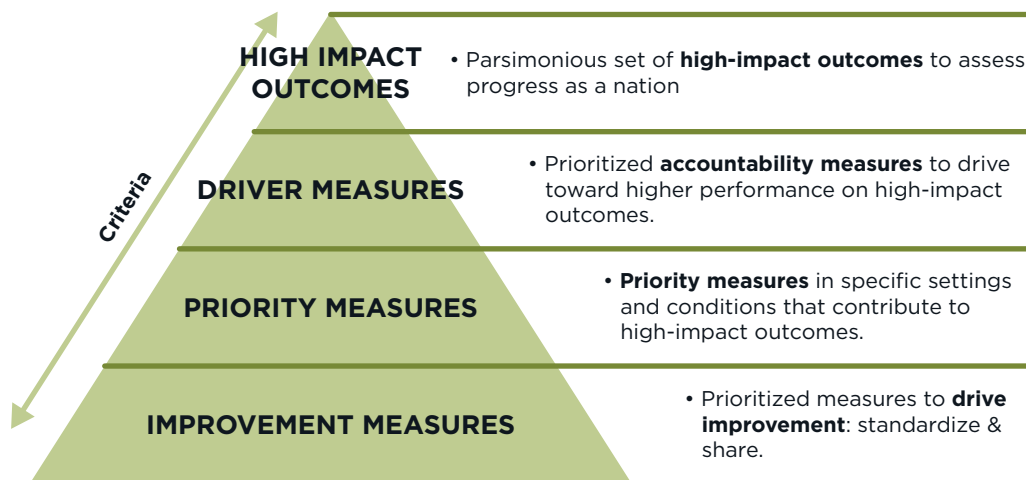 HIGH IMPACT
OUTCOMES
• Parsimonious set of high-impact outcomes to assess
progress as a nation
Criteria
DRIVER MEASURES
• Prioritized accountability measures to drive
toward higher performance on high-impact
outcomes.
PRIORITY MEASURES
• Priority measures in specific settings
and conditions that contribute to
high-impact outcomes.
IMPROVEMENT MEASURES
• Prioritized measures to drive
improvement: standardize &
share.